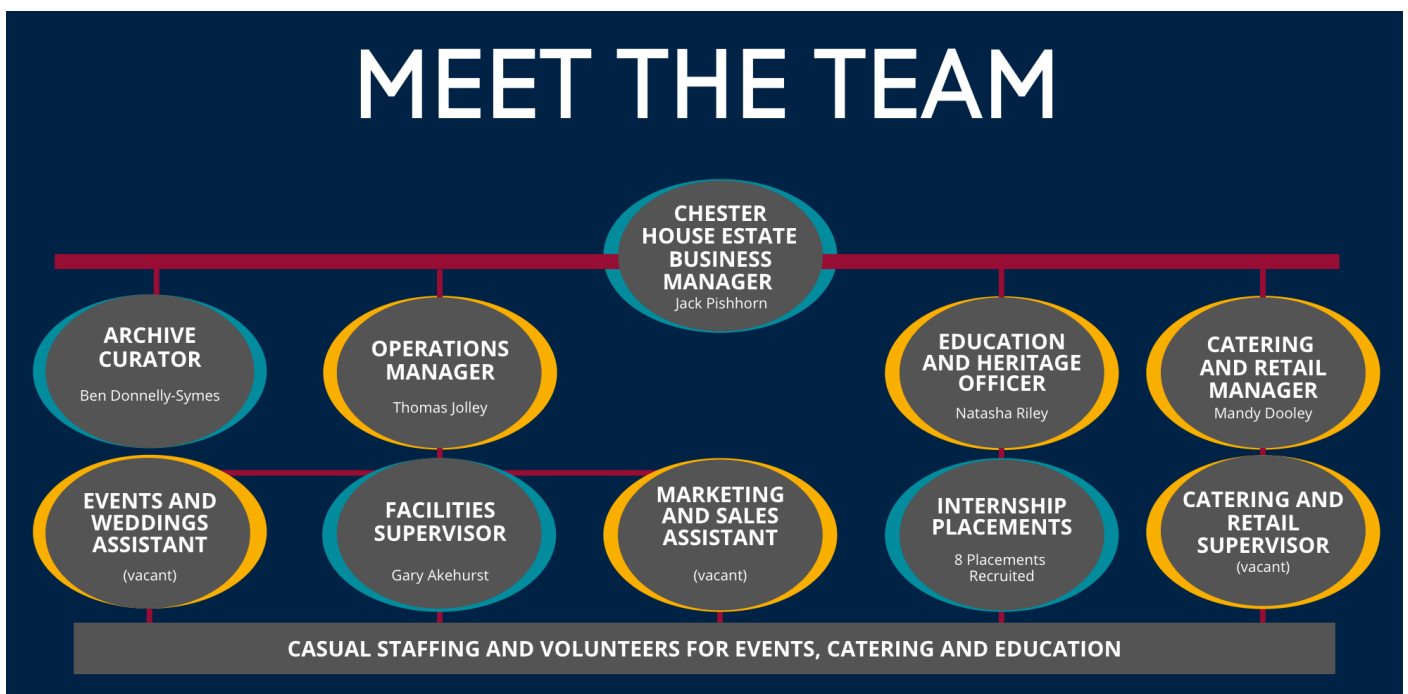 MEET THE TEAM
CHESTER
HOUSE ESTATE
BUSINESS
MANAGER
Jack Pishhorn
ARCHIVE
CURATOR
Ben Donnelly-Symes
OPERATIONS
MANAGER
Thomas Jolley
EDUCATION
AND HERITAGE
OFFICER
Natasha Riley
CATERING
AND RETAIL
MANAGER
Mandy Dooley
EVENTS AND
WEDDINGS
ASSISTANT
(vacant)
FACILITIES
SUPERVISOR
Gary Akehurst
MARKETING
AND SALES
ASSISTANT
(vacant)
INTERNSHIP
PLACEMENTS
8 Placements
Recruited
CATERING AND
RETAIL
SUPERVISOR
(vacant)
CASUAL STAFFING AND VOLUNTEERS FOR EVENTS, CATERING AND EDUCATION